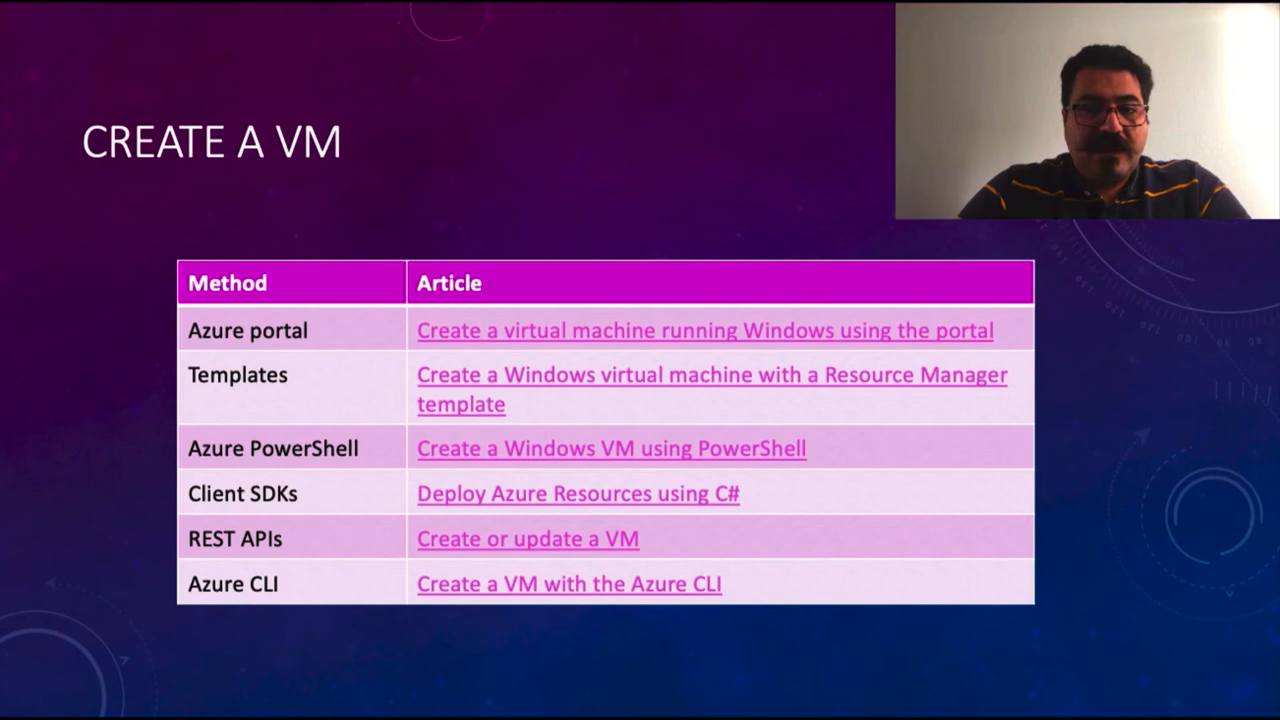 CREATE A VM
Method Article
Azure portal Create a virtual machine running Windows using the portal
Templates Create a Windows virtual machine with a Resource Manager
template
Azure PowerShell Create a Windows VM using PowerShell
Client SDKs Deploy Azure Resources using C#
REST APIs Create or update a VM
Azure CLI Create a VM with the Azure CLI